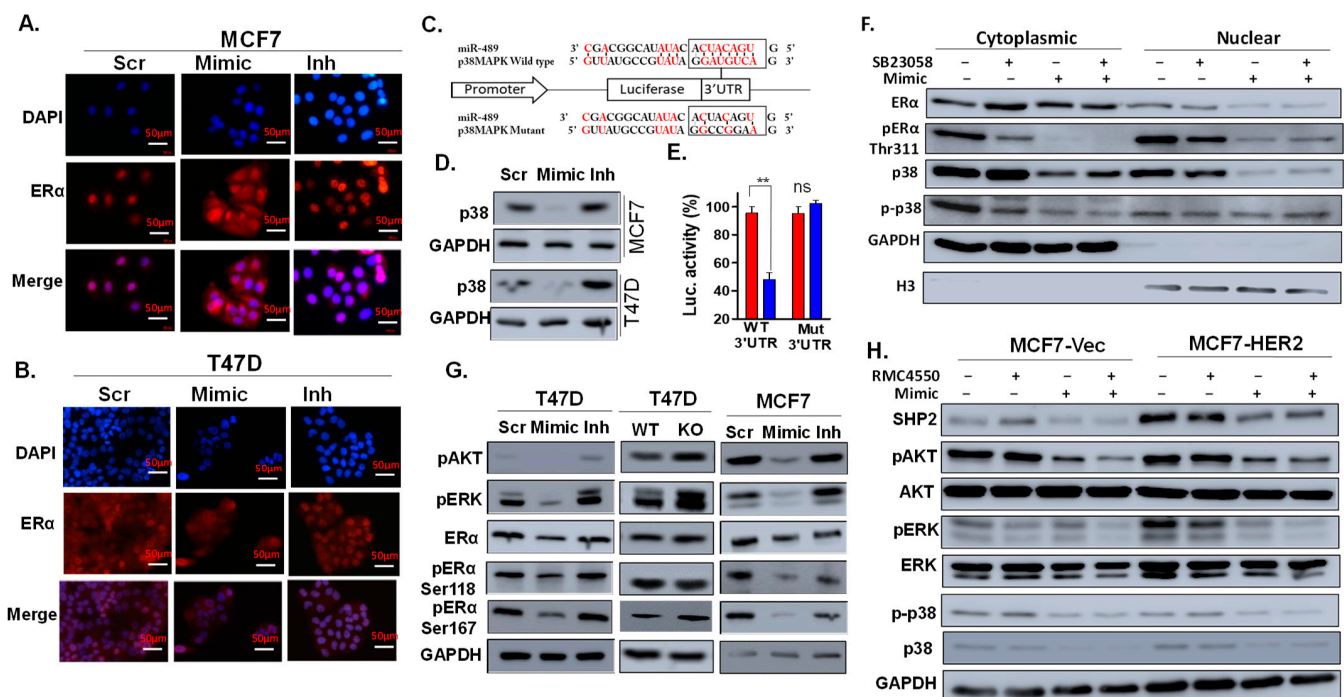 A.
MCF7
Scr Mimic Inh
DAPI 50μm 50μm 50μm
ERα 50μm 50μm 50μm
Merge 50μm 50μm 50μm
B.
T47D
Scr Mimic Inh
DAPI 50μm 50μm 50μm
ERα 50μm 50μm 50μm
Merge 50μm 50μm 50μm
C.
miR-489 3' CGACGGCAUAUAC ACUACAGU G 5'
p38MAPK Wild type 5' GUUAUGCCGUAUA GGAUGUCA G 3'
Promoter Luciferase 3'UTR
miR-489 3' CGACGGCAUAUAC ACUACAGU G 5'
p38MAPK Mutant 5' GUUAUGCCGUAUA GGCCGGAA G 3'
D.
Scr Mimic Inh
p38
GAPDH
MCF7
p38
GAPDH
T47D
E.
Luc. activity (%)
100
80
60
40
20
** ns
WT Mut
3'UTR 3'UTR
F.
Cytoplasmic Nuclear
SB23058 – + – + – + – +
Mimic – – + + – – + +
ERα
pERα
Thr311
p38
p-p38
GAPDH
H3
G.
T47D T47D MCF7
Scr Mimic Inh WT KO Scr Mimic Inh
pAKT
pERK
ERα
pERα
Ser118
pERα
Ser167
GAPDH
H.
MCF7-Vec MCF7-HER2
RMC4550 – + – + – + – +
Mimic – – + + – – + +
SHP2
pAKT
AKT
pERK
ERK
p-p38
p38
GAPDH